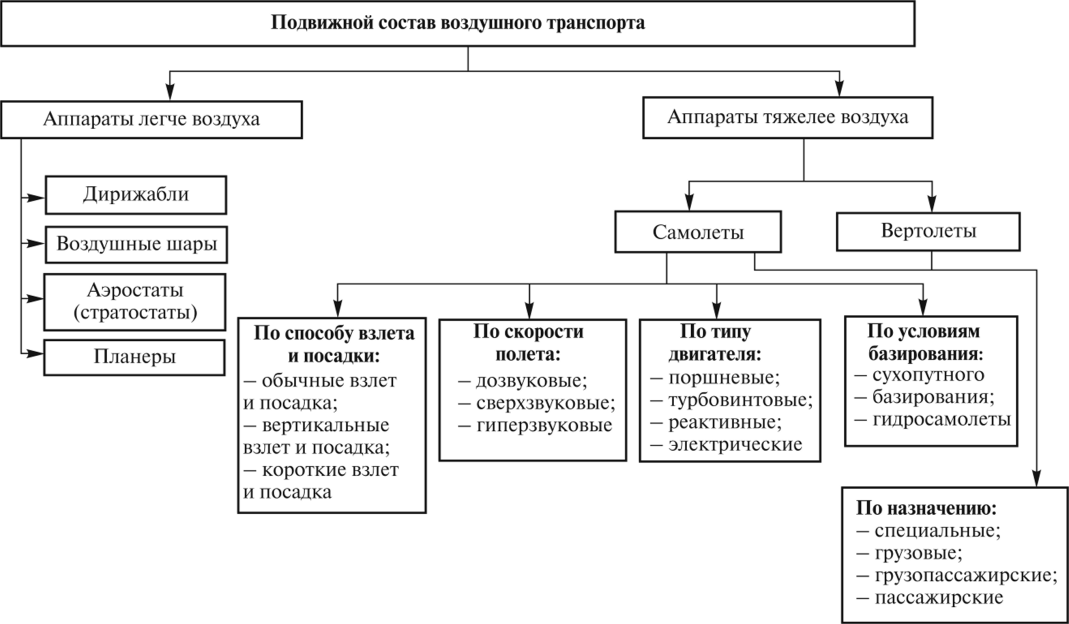 Подвижной состав воздушного транспорта
Аппараты легче воздуха
Аппараты тяжелее воздуха
Дирижабли
Воздушные шары
Аэростаты
(стратостаты)
Планеры
Самолеты
Вертолеты
По способу взлета
и посадки:
– обычные взлет
и посадка;
– вертикальные
взлет и посадка;
– короткие взлет
и посадка
По скорости
полета:
– дозвуковые;
– сверхзвуковые;
– гиперзвуковые
По типу
двигателя:
– поршневые;
– турбовинтовые;
– реактивные;
– электрические
По условиям
базирования:
– сухопутного
– базирования;
– гидросамолеты
По назначению:
– специальные;
– грузовые;
– грузопассажирские;
– пассажирские